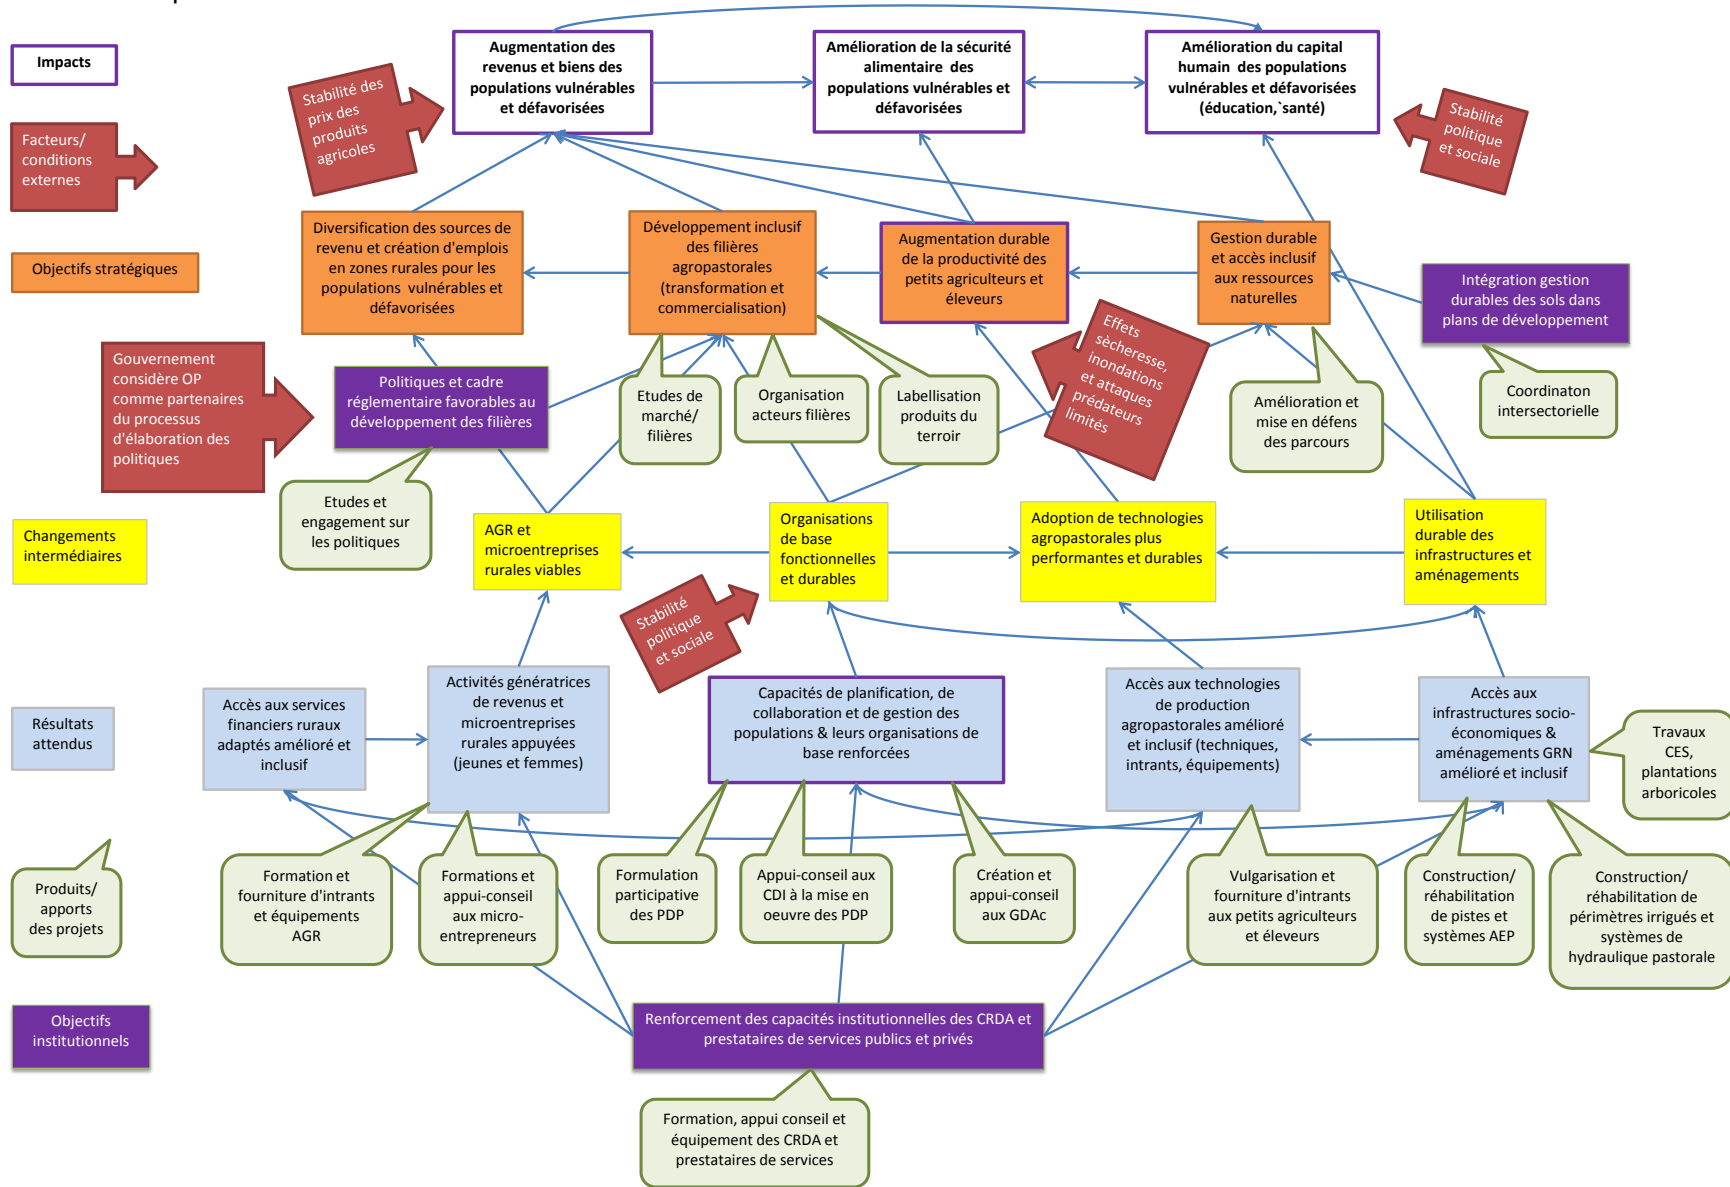 Impacts
Augmentation des
revenus et biens des
populations vulnérables
et défavorisées
Amélioration de la sécurité
alimentaire des
populations vulnérables et
défavorisées
Amélioration du capital
humain des populations
vulnérables et défavorisées
(éducation,`santé)
Stabilité des
prix des
produits
agricoles
Stabilité
politique
et sociale
Facteurs/
conditions
externes
Objectifs stratégiques
Diversification des sources de
revenu et création d'emplois
en zones rurales pour les
populations vulnérables et
défavorisées
Développement inclusif
des filières
agropastorales
(transformation et
commercialisation)
Augmentation durable
de la productivité des
petits agriculteurs et
éleveurs
Gestion durable
et accès inclusif
aux ressources
naturelles
Intégration gestion
durables des sols dans
plans de développement
Gouvernement
considère OP
comme partenaires
du processus
d'élaboration des
politiques
Politiques et cadre
réglementaire favorables au
développement des filières
Etudes de
marché/
filières
Organisation
acteurs filières
Labellisation
produits du
terroir
Effets
sècheresse,
inondations
et attaques
prédateurs
limités
Amélioration et
mise en défens
des parcours
Coordinaton
intersectorielle
Etudes et
engagement sur
les politiques
Changements
intermédiaires
AGR et
microentreprises
rurales viables
Organisations
de base
fonctionnelles
et durables
Adoption de technologies
agropastorales plus
performantes et durables
Utilisation
durable des
infrastructures et
aménagements
Stabilité
politique
et sociale
Résultats
attendus
Accès aux services
financiers ruraux
adaptés amélioré et
inclusif
Activités génératrices
de revenus et
microentreprises
rurales appuyées
(jeunes et femmes)
Capacités de planification, de
collaboration et de gestion des
populations & leurs organisations de
base renforcées
Accès aux technologies
de production
agropastorales amélioré
et inclusif (techniques,
intrants, équipements)
Accès aux
infrastructures socio-
économiques &
aménagements GRN
amélioré et inclusif
Travaux
CES,
plantations
arboricoles
Produits/
apports
des projets
Formation et
fourniture d'intrants
et équipements
AGR
Formations et
appui-conseil
aux micro-
entrepreneurs
Formulation
participative
des PDP
Appui-conseil aux
CDI à la mise en
oeuvre des PDP
Création et
appui-conseil
aux GDAc
Vulgarisation et
fourniture d'intrants
aux petits agriculteurs
et éleveurs
Construction/
réhabilitation
de pistes et
systèmes AEP
Construction/
réhabilitation de
périmètres irrigués et
systèmes de
hydraulique pastorale
Objectifs
institutionnels
Renforcement des capacités institutionnelles des CRDA et
prestataires de services publics et privés
Formation, appui conseil et
équipement des CRDA et
prestataires de services